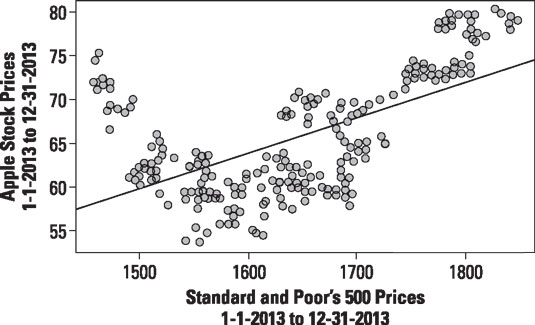 Apple Stock Prices
1-1-2013 to 12-31-2013
80
75
70
65
60
55
1500
1600
1700
1800
Standard and Poor's 500 Prices
1-1-2013 to 12-31-2013